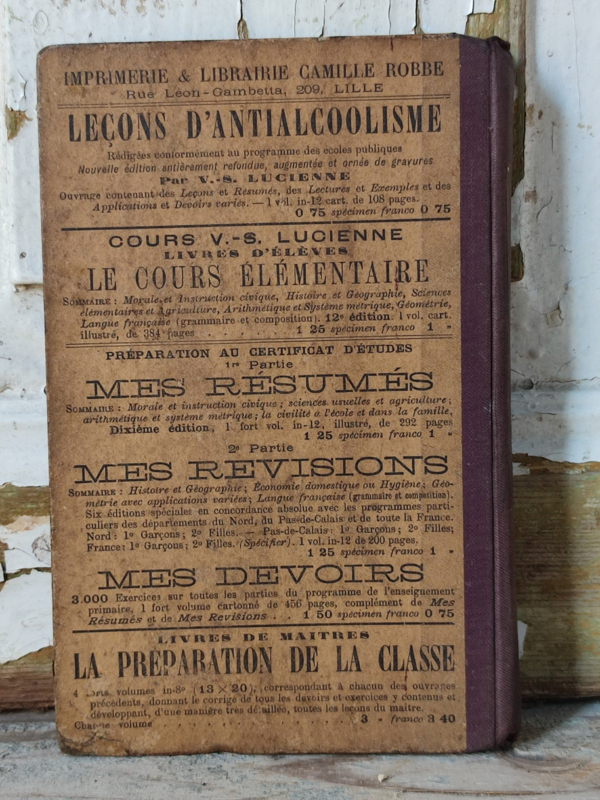 IMPRIMERIE & LIBRAIRIE CAMILLE ROBBE
Rue Léon-Gambetta, 209, LILLE
LEÇONS D'ANTIALCOOLISME
Rédigées conformément au programme des écoles publiques
Nouvelle édition entièrement refondue, augmentée et ornée de gravures
Par V.-S. LUCIENNE
Ouvrage contenant des Leçons et Résumés, des Lectures et Exemples et des
Applications et Devoirs variés. — 1 vol. in-12 cart. de 108 pages.
0 75 spécimen franco 0 75
COURS V.-S. LUCIENNE
LIVRES D'ÉLÈVES
LE COURS ÉLÉMENTAIRE
SOMMAIRE : Morale et Instruction civique, Histoire et Géographie, Sciences
élémentaires et Agriculture, Arithmétique et Système métrique, Géométrie,
Langue française (grammaire et composition). 12e édition. 1 vol. cart.
illustré, de 384 pages . . . . . . . 1 25 spécimen franco 1 »
PRÉPARATION AU CERTIFICAT D'ÉTUDES
1re Partie
MES RÉSUMÉS
SOMMAIRE : Morale et instruction civique ; sciences usuelles et agriculture ;
arithmétique et système métrique ; la civilité à l'école et dans la famille,
Dixième édition, 1 fort vol. in-12, illustré, de 292 pages
1 25 spécimen franco 1 »
2e Partie
MES REVISIONS
SOMMAIRE : Histoire et Géographie ; Économie domestique ou Hygiène ; Géo-
métrie avec applications variées ; Langue française (grammaire et composition).
Six éditions spéciales en concordance absolue avec les programmes parti-
culiers des départements du Nord, du Pas-de-Calais et de toute la France.
Nord : 1o Garçons ; 2o Filles. — Pas-de-Calais : 1o Garçons ; 2o Filles ;
France : 1o Garçons ; 2o Filles. (Spécifier). 1 vol. in-12 de 200 pages.
1 25 spécimen franco 1 »
MES DEVOIRS
3.000 Exercices sur toutes les parties du programme de l'enseignement
primaire. 1 fort volume cartonné de 456 pages, complément de Mes
Résumés et de Mes Revisions . . 1 50 spécimen franco 0 75
LIVRES DE MAITRES
LA PRÉPARATION DE LA CLASSE
4 forts volumes in-8o (13 × 20), correspondant à chacun des ouvrages
précédents, donnant le corrigé de tous les devoirs et exercices y contenus et
développant, d'une manière très détaillée, toutes les leçons du maître.
Chaque volume . . . . . . . . . . 3 » franco 3 40